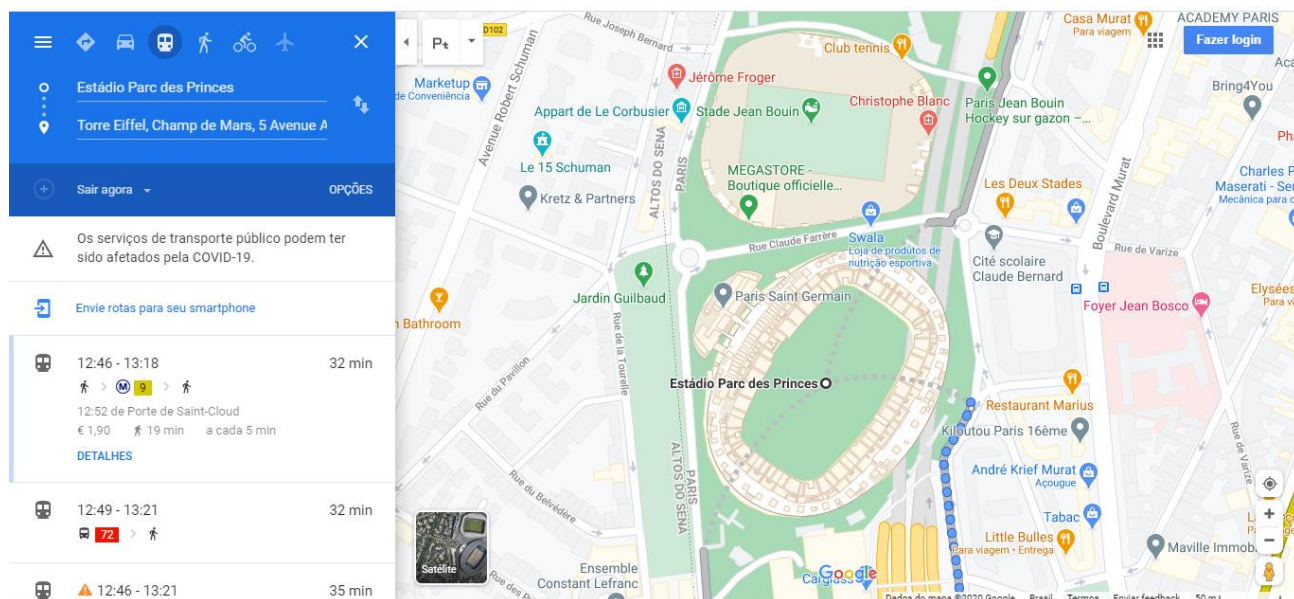 Estádio Parc des Princes
Torre Eiffel, Champ de Mars, 5 Avenue A
Sair agora
OPÇÕES
Os serviços de transporte público podem ter
sido afetados pela COVID-19.
Envie rotas para seu smartphone
12:46 - 13:18
32 min
M 9
12:52 de Porte de Saint-Cloud
€ 1,90 19 min a cada 5 min
DETALHES
12:49 - 13:21
32 min
72
12:46 - 13:21
35 min
D102
Rue Joseph Bernard
Casa Murat
Para viagem
ACADEMY PARIS
Fazer login
Club tennis
Avenue Robert Schuman
Marketup
de Conveniência
Jérôme Froger
Christophe Blanc
Paris Jean Bouin
Hockey sur gazon –...
Bring4You
Appart de Le Corbusier
Stade Jean Bouin
Le 15 Schuman
ALTOS DO SENA
PARIS
MEGASTORE -
Boutique officielle...
Kretz & Partners
Les Deux Stades
Boulevard Murat
Charles P
Maserati - Ser
Mecânica para c
Rue Claude Farrère
Swala
Loja de produtos de
nutrição esportiva
Rue de Varize
Cité scolaire
Claude Bernard
Jardin Guilbaud
Paris Saint Germain
Foyer Jean Bosco
Elysées
Para vi
n Bathroom
Rue de la Tourelle
Rue du Pavillon
Estádio Parc des Princes
Restaurant Marius
Kiloutou Paris 16ème
Rue de Varize
André Krief Murat
Açougue
PARIS
ALTOS DO SENA
Rue du Belvédère
Tabac
Little Bulles
Para viagem • Entrega
Maville Immob
Satélite
Ensemble
Constant Lefranc
Carglass
Google
Dados do mapa ©2020 Google Brasil Termos Enviar feedback 50 m